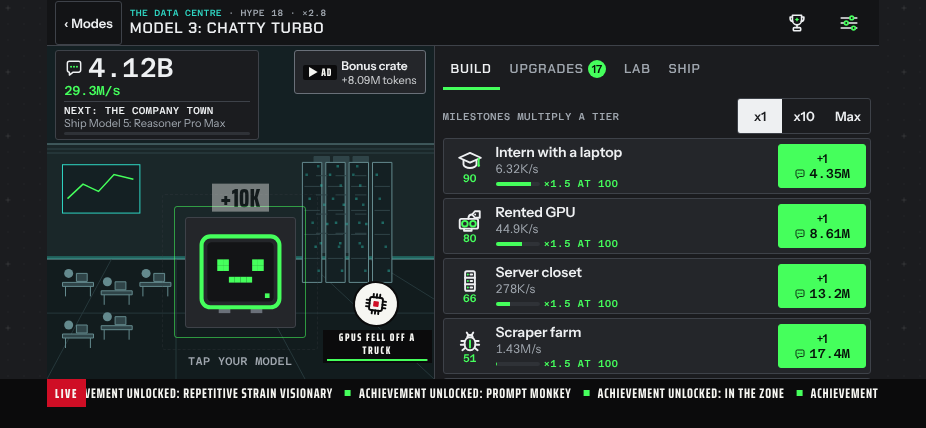 ‹ Modes
THE DATA CENTRE · HYPE 18 · ×2.8
MODEL 3: CHATTY TURBO
4.12B
29.3M/s
NEXT: THE COMPANY TOWN
Ship Model 5: Reasoner Pro Max
AD
Bonus crate
+8.09M tokens
+10K
GPUS FELL OFF A
TRUCK
TAP YOUR MODEL
BUILD
UPGRADES 17
LAB
SHIP
MILESTONES MULTIPLY A TIER
x1
x10
Max
Intern with a laptop
6.32K/s
90
×1.5 AT 100
+1
4.35M
Rented GPU
44.9K/s
80
×1.5 AT 100
+1
8.61M
Server closet
278K/s
66
×1.5 AT 100
+1
13.2M
Scraper farm
1.43M/s
51
×1.5 AT 100
+1
17.4M
LIVE
VEMENT UNLOCKED: REPETITIVE STRAIN VISIONARY ■ ACHIEVEMENT UNLOCKED: PROMPT MONKEY ■ ACHIEVEMENT UNLOCKED: IN THE ZONE ■ ACHIEVEMENT